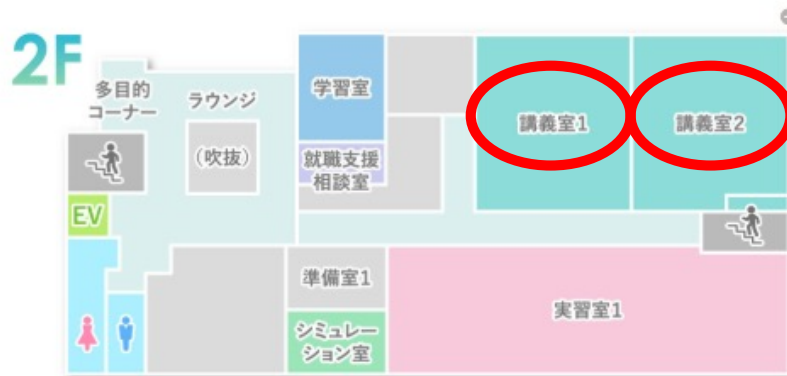 2F
多目的
コーナー
ラウンジ
(吹抜)
EV
学習室
就職支援
相談室
講義室1
講義室2
準備室1
シミュレー
ション室
実習室1